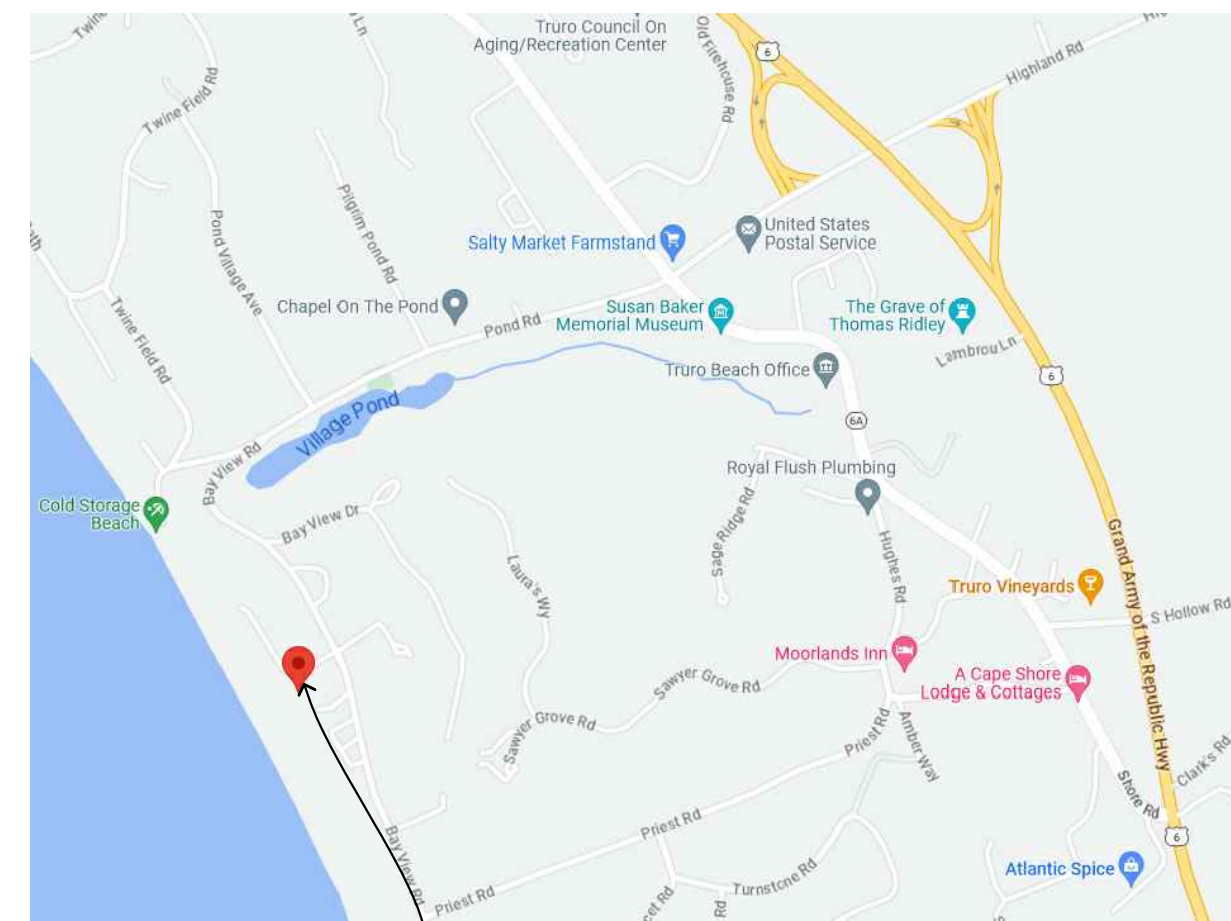 Truro Council On
Aging/Recreation Center
Old Firehouse Rd
6
Highland Rd
Twine Field Rd
Pilgrim Pond Rd
Pond Village Ave
Salty Market Farmstand
United States
Postal Service
Chapel On The Pond
Susan Baker
Memorial Museum
The Grave of
Thomas Ridley
Twine Field Rd
Pond Rd
Lambrou Ln
Truro Beach Office
6
Village Pond
6A
Bay View Rd
Royal Flush Plumbing
Cold Storage
Beach
Bay View Dr
Sage Ridge Rd
Laura's Wy
Hughes Rd
Grand Army of the Republic Hwy
Truro Vineyards
S Hollow Rd
Moorlands Inn
A Cape Shore
Lodge & Cottages
Sawyer Grove Rd
Sawyer Grove Rd
Priest Rd
Amber Way
Clark's Rd
Shore Rd
Priest Rd
6
Bay View Rd
Atlantic Spice
Turnstone Rd
Priest Rd
Rd